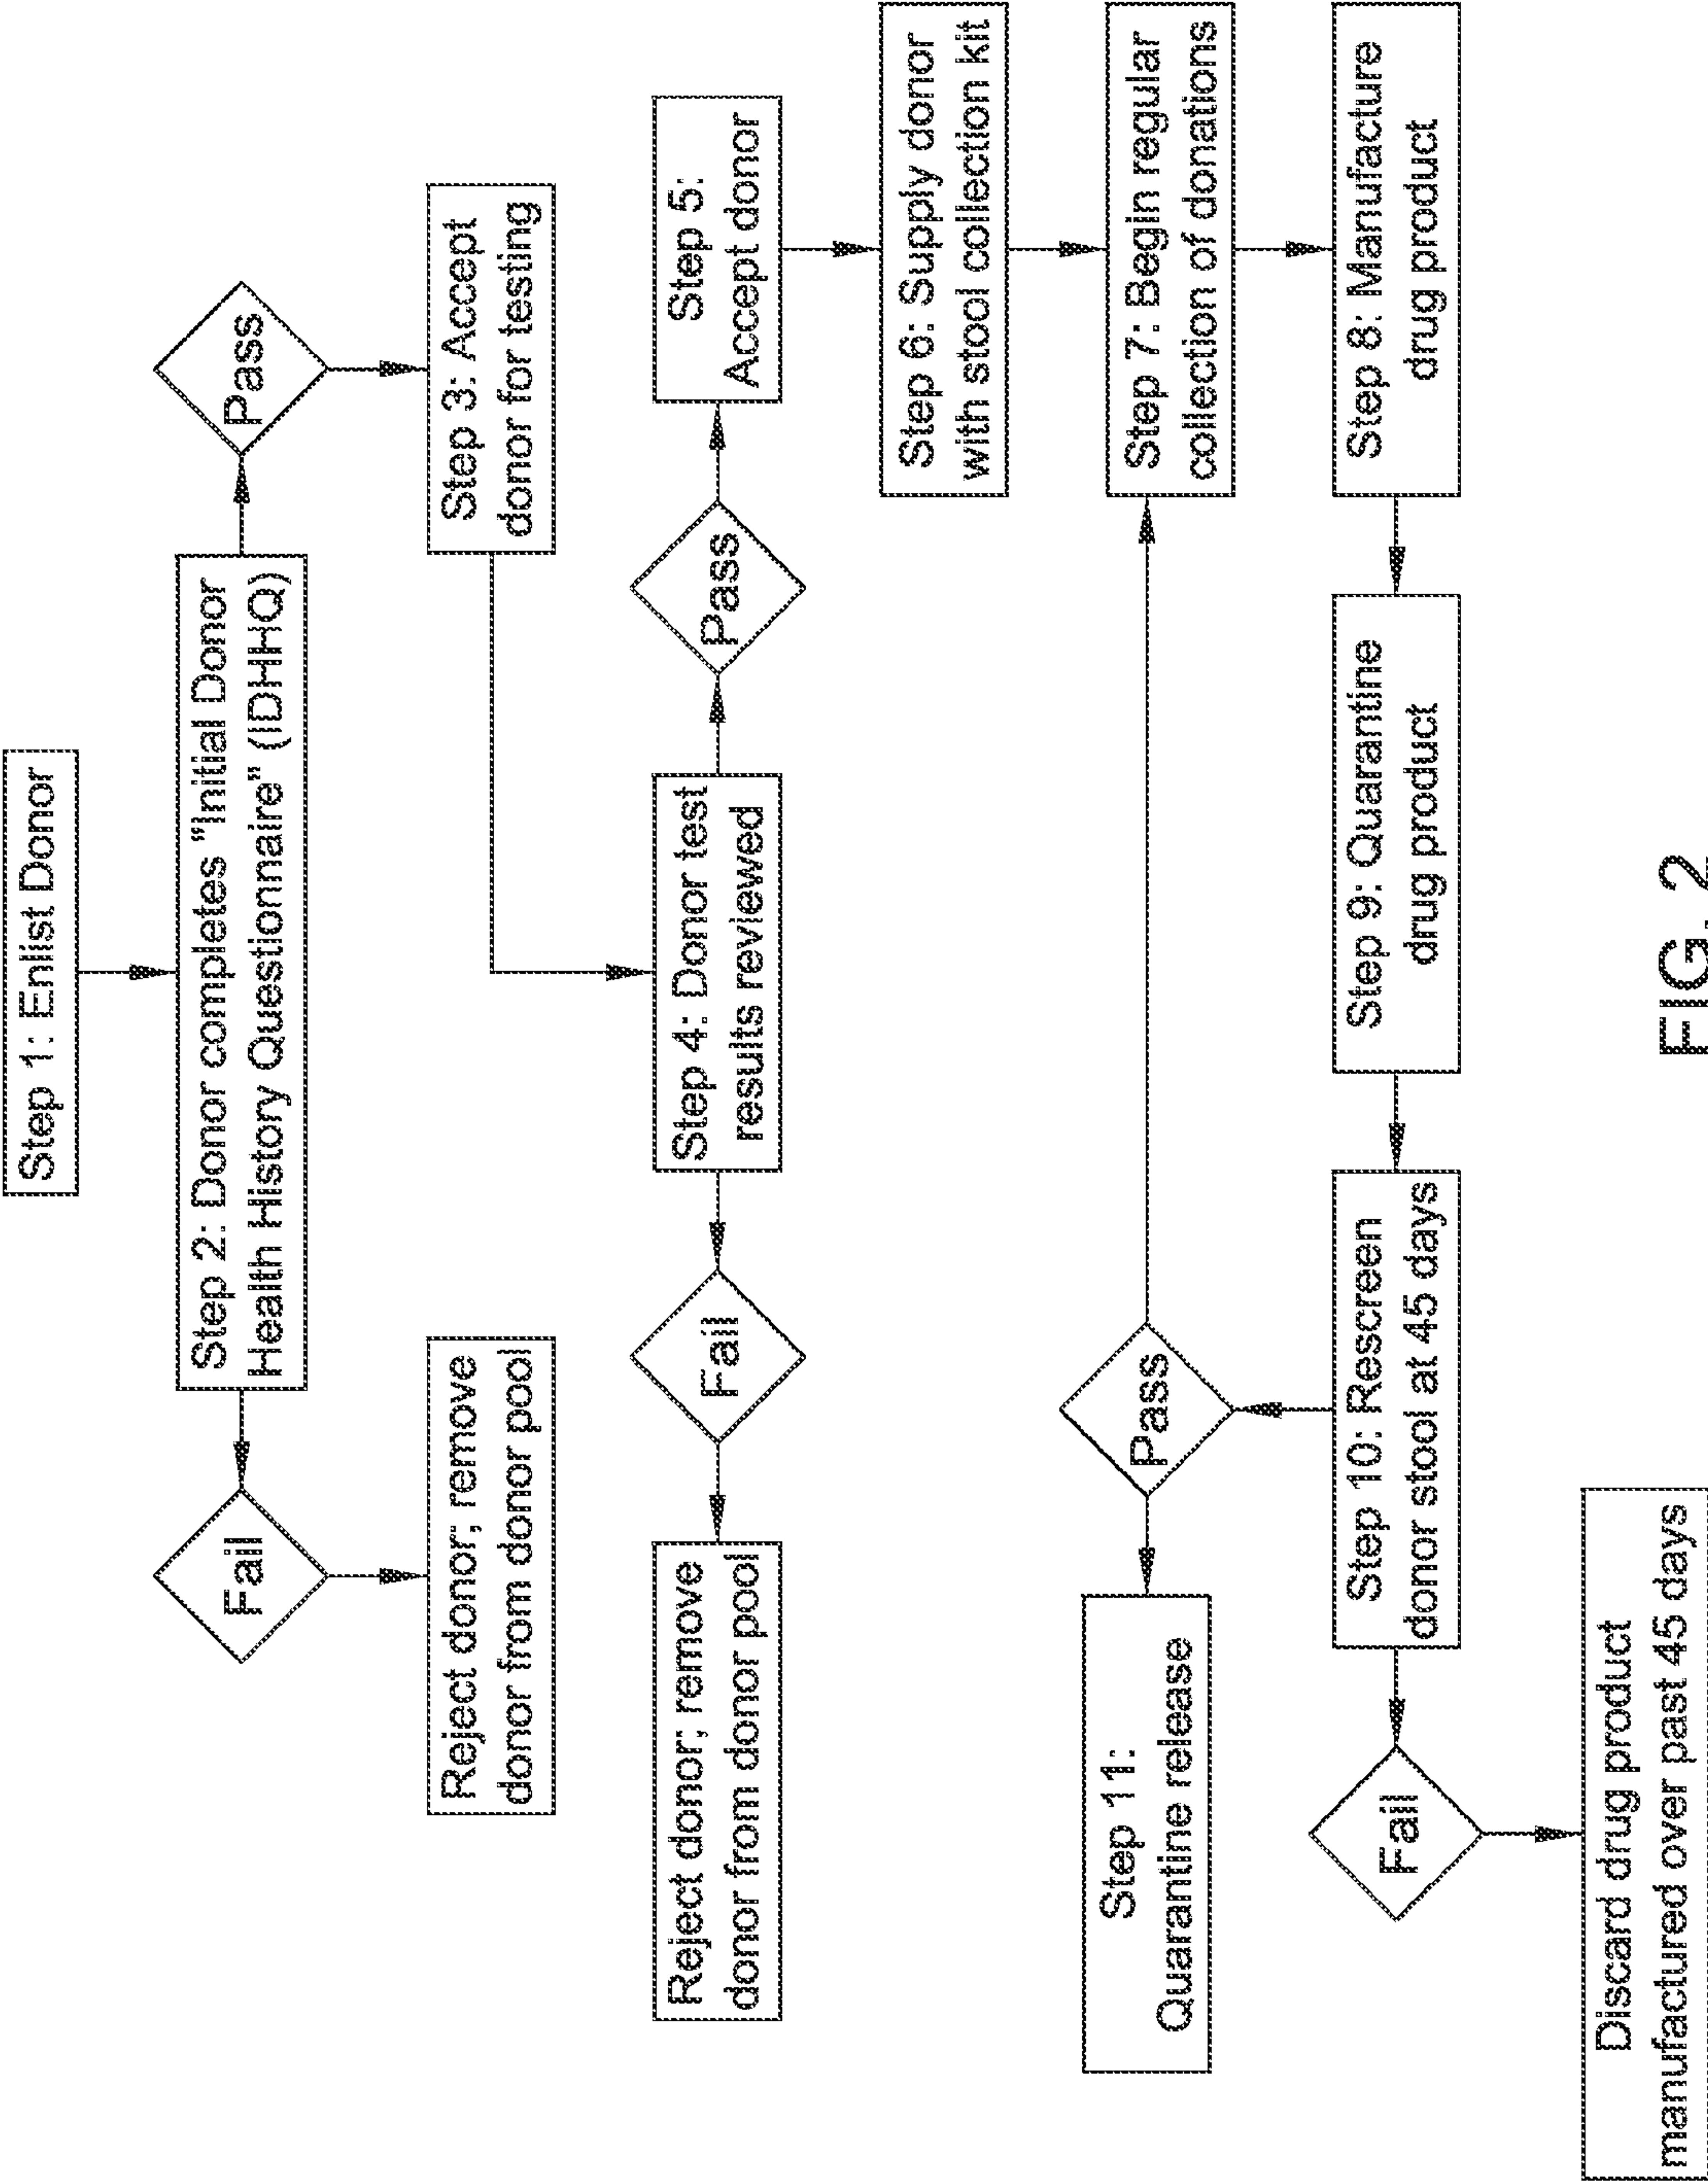 Step 1: Enlist Donor
Step 2: Donor completes "Initial Donor
Health History Questionnaire" (IDHHQ)
Fail
Pass
Reject donor; remove
donor from donor pool
Step 3: Accept
donor for testing
Reject donor; remove
donor from donor pool
Fail
Step 4: Donor test
results reviewed
Pass
Step 5:
Accept donor
Step 6: Supply donor
with stool collection kit
Step 11:
Quarantine release
Pass
Step 7: Begin regular
collection of donations
Fail
Step 10: Rescreen
donor stool at 45 days
Step 9: Quarantine
drug product
Step 8: Manufacture
drug product
Discard drug product
manufactured over past 45 days
FIG. 2